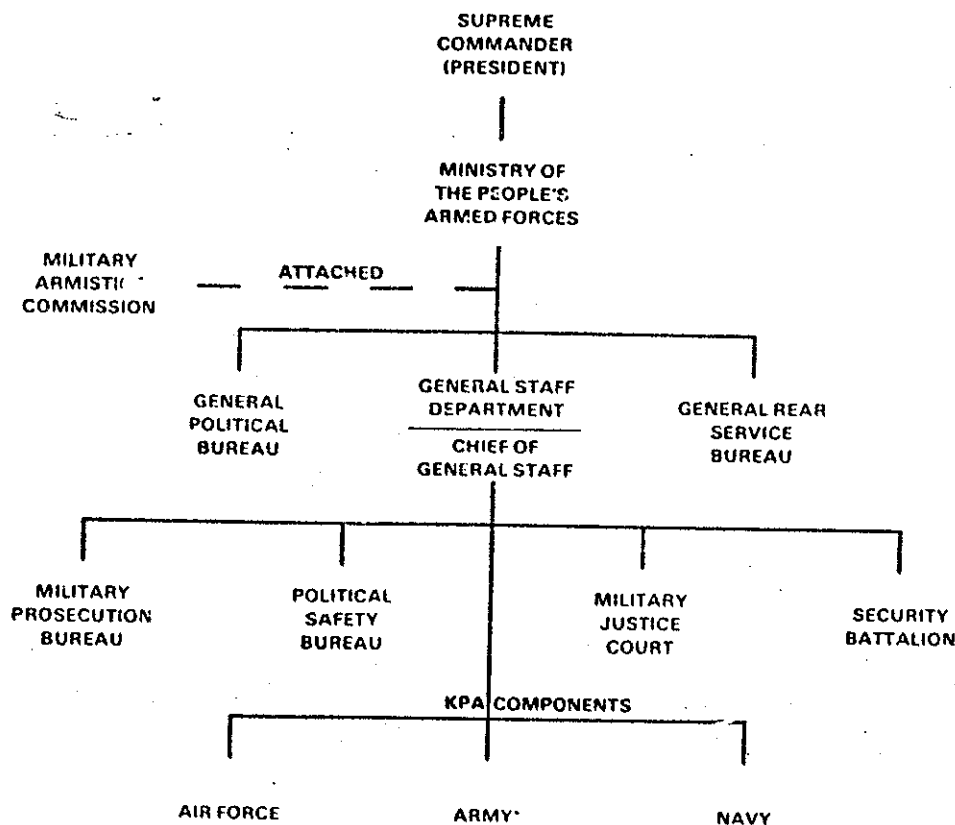 SUPREME
COMMANDER
(PRESIDENT)
MINISTRY OF
THE PEOPLE'S
ARMED FORCES
MILITARY
COMMISSION
ATTACHED
GENERAL
POLITICAL
BUREAU
GENERAL STAFF
DEPARTMENT
CHIEF OF
GENERAL STAFF
GENERAL REAR
SERVICE
BUREAU
MILITARY
PROSECUTION
BUREAU
POLITICAL
SAFETY
BUREAU
MILITARY
JUSTICE
COURT
SECURITY
BATTALION
KPA COMPONENTS
AIR FORCE
ARMY
NAVY